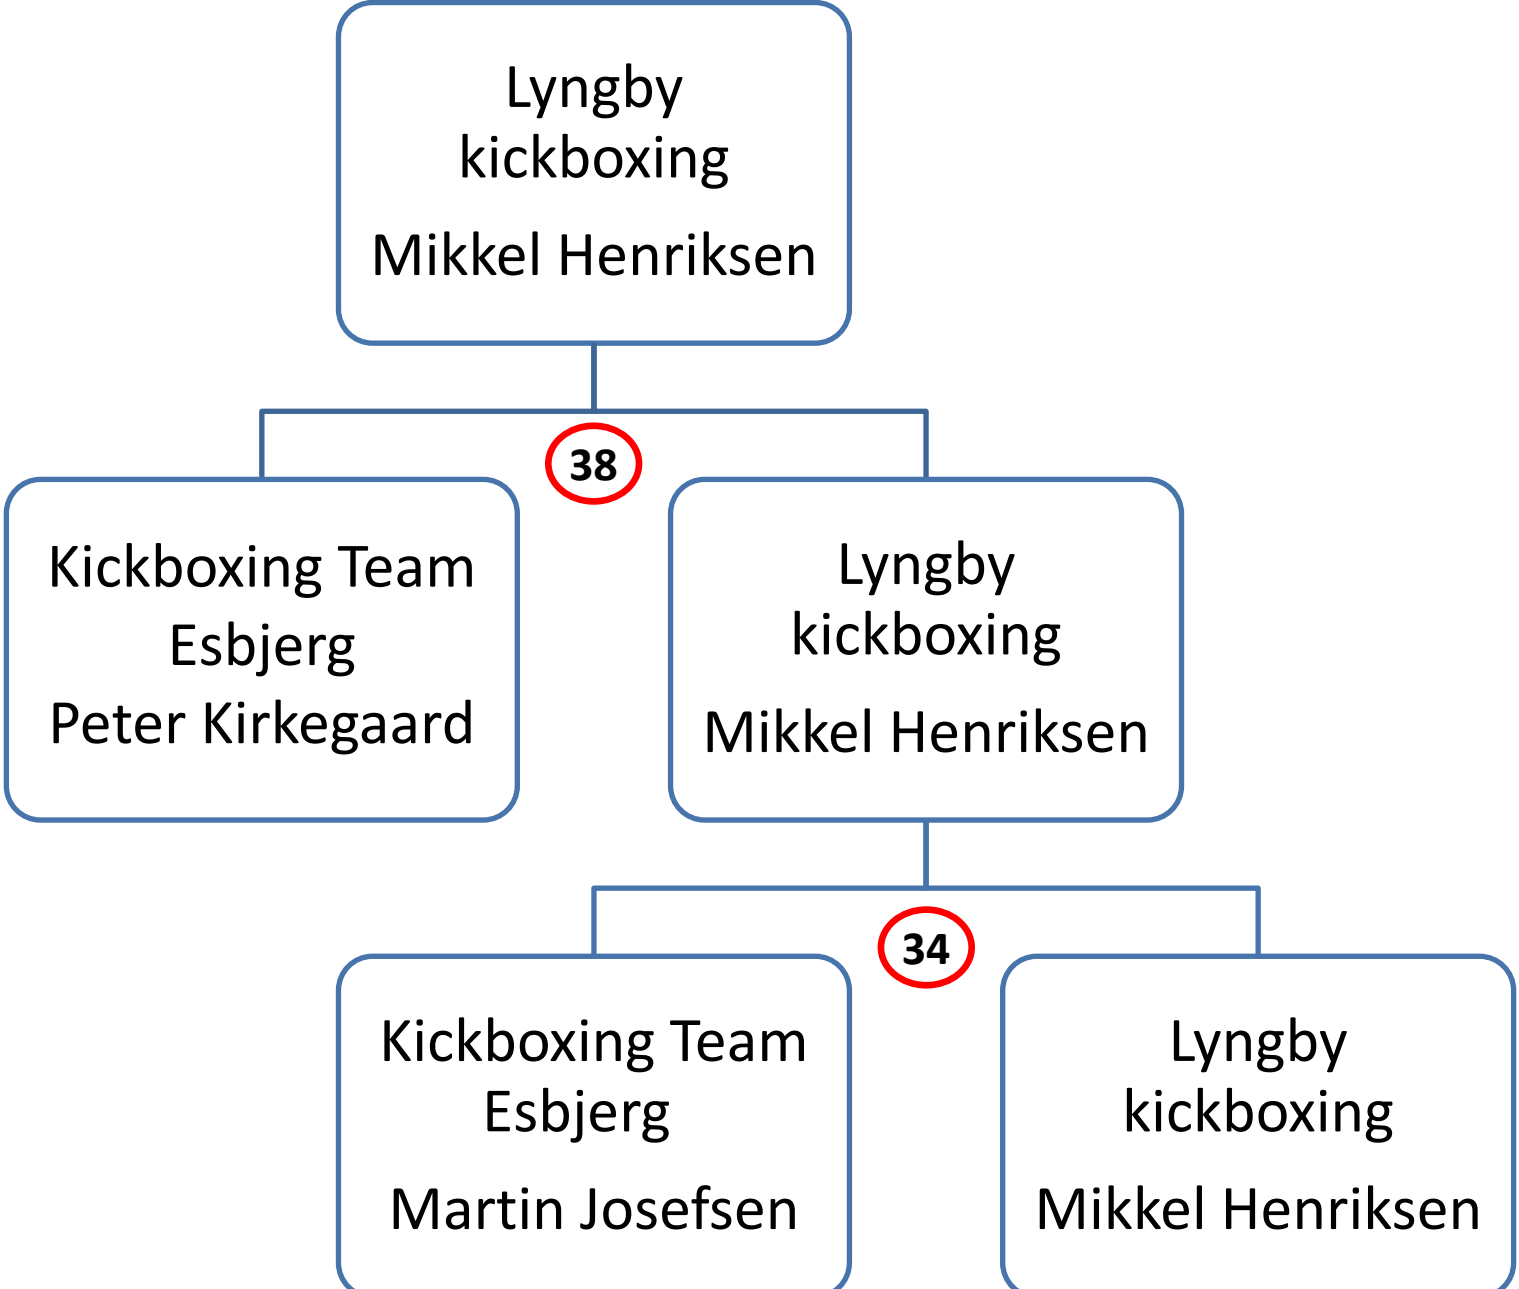 Lyngby
kickboxing
Mikkel Henriksen
38
Kickboxing Team
Esbjerg
Peter Kirkegaard
Lyngby
kickboxing
Mikkel Henriksen
34
Kickboxing Team
Esbjerg
Martin Josefsen
Lyngby
kickboxing
Mikkel Henriksen